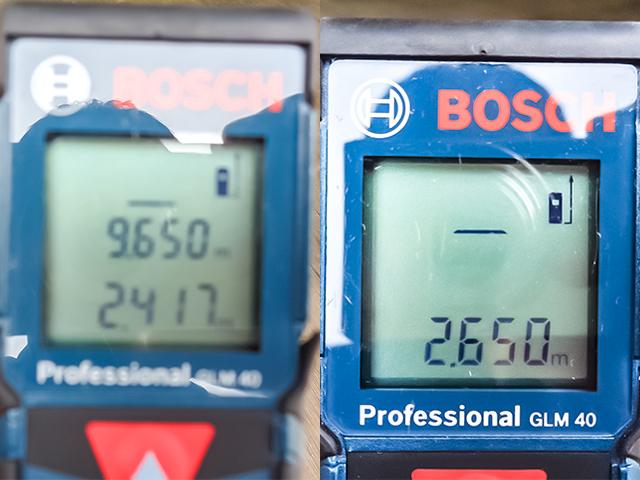 BOSCH
9.650 m
2.417 m
Professional GLM 40
BOSCH
2.650 m
Professional GLM 40